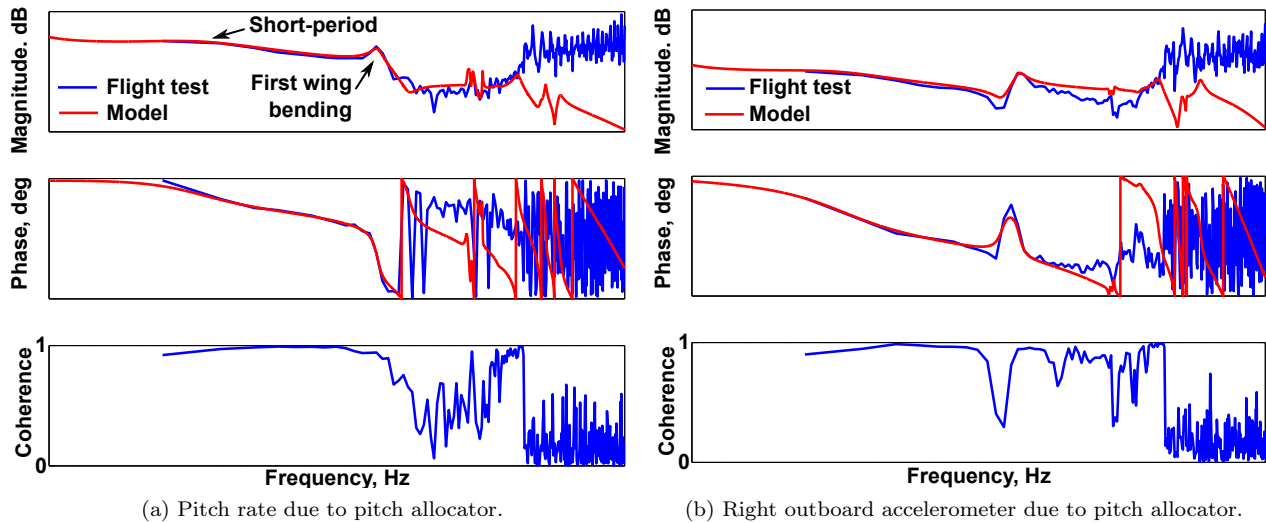 Magnitude. dB
Short-period
Flight test
Model
First wing
bending
Phase, deg
Coherence
1
0
Frequency, Hz
(a) Pitch rate due to pitch allocator.
Magnitude. dB
Flight test
Model
Phase, deg
Coherence
1
0
Frequency, Hz
(b) Right outboard accelerometer due to pitch allocator.